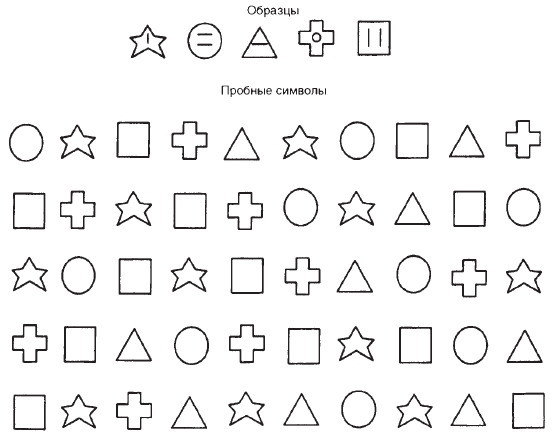 Образцы
Пробные символы